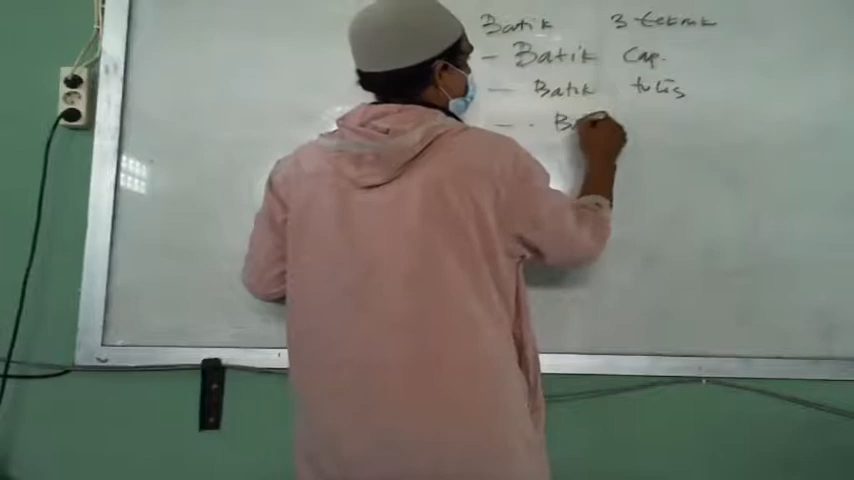 Batik 3 teknik
- Batik Cap.
- Batik tulis
- . B